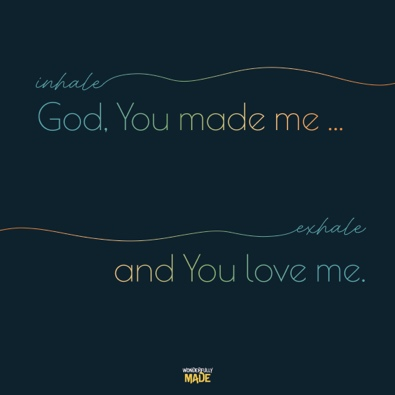 inhale
God, You made me ...
exhale
and You love me.
WONDERFULLY
MADE